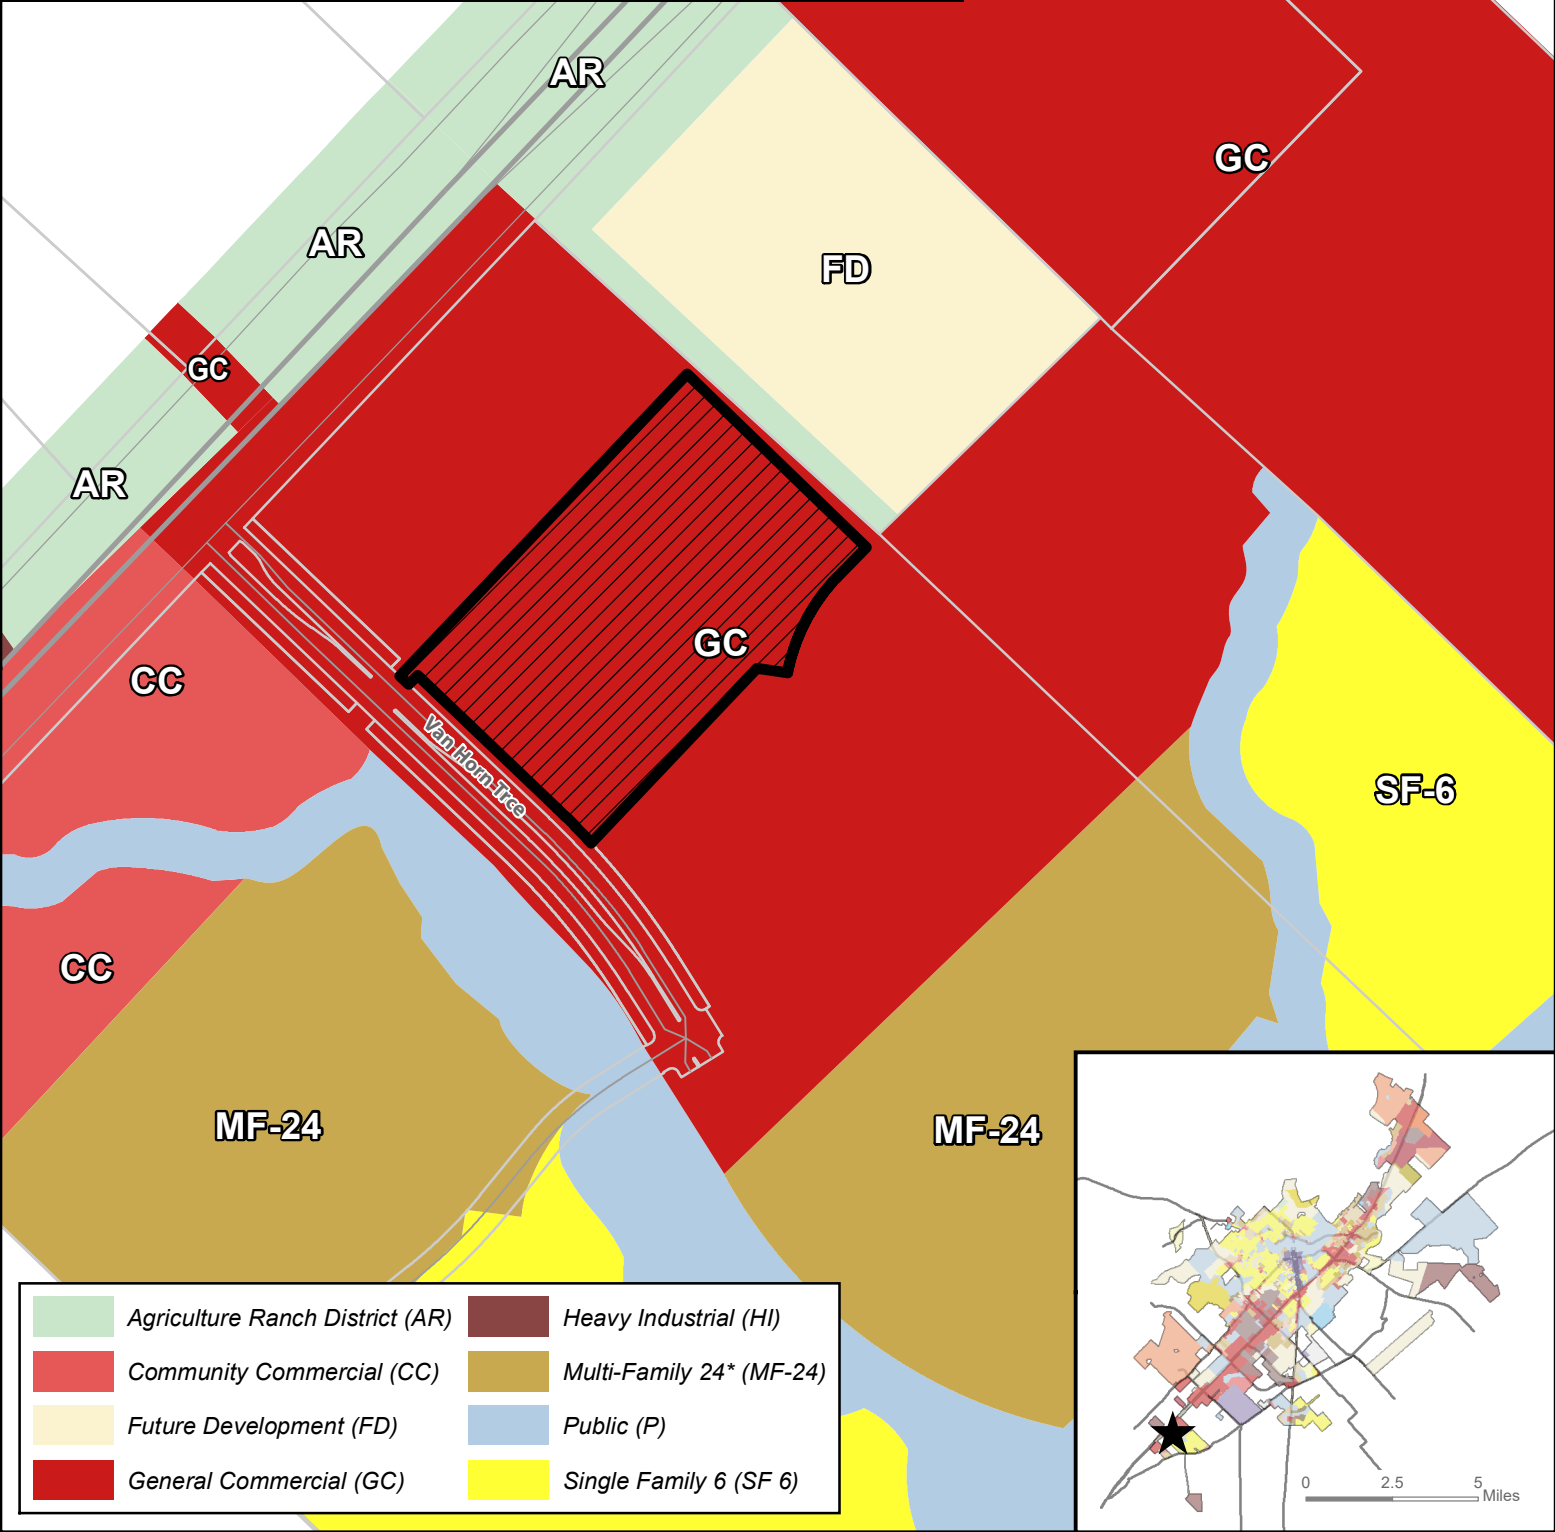 AR
GC
AR
FD
GC
AR
GC
CC
Van Horn Trce
SF-6
CC
MF-24
MF-24
Agriculture Ranch District (AR)
Community Commercial (CC)
Future Development (FD)
General Commercial (GC)
Heavy Industrial (HI)
Multi-Family 24* (MF-24)
Public (P)
Single Family 6 (SF 6)
0 2.5 5
Miles